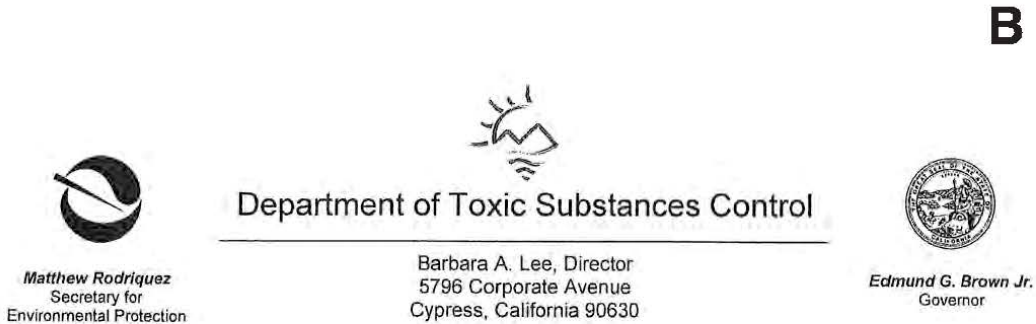 B
Department of Toxic Substances Control
Matthew Rodriquez
Secretary for
Environmental Protection
Barbara A. Lee, Director
5796 Corporate Avenue
Cypress, California 90630
Edmund G. Brown Jr.
Governor